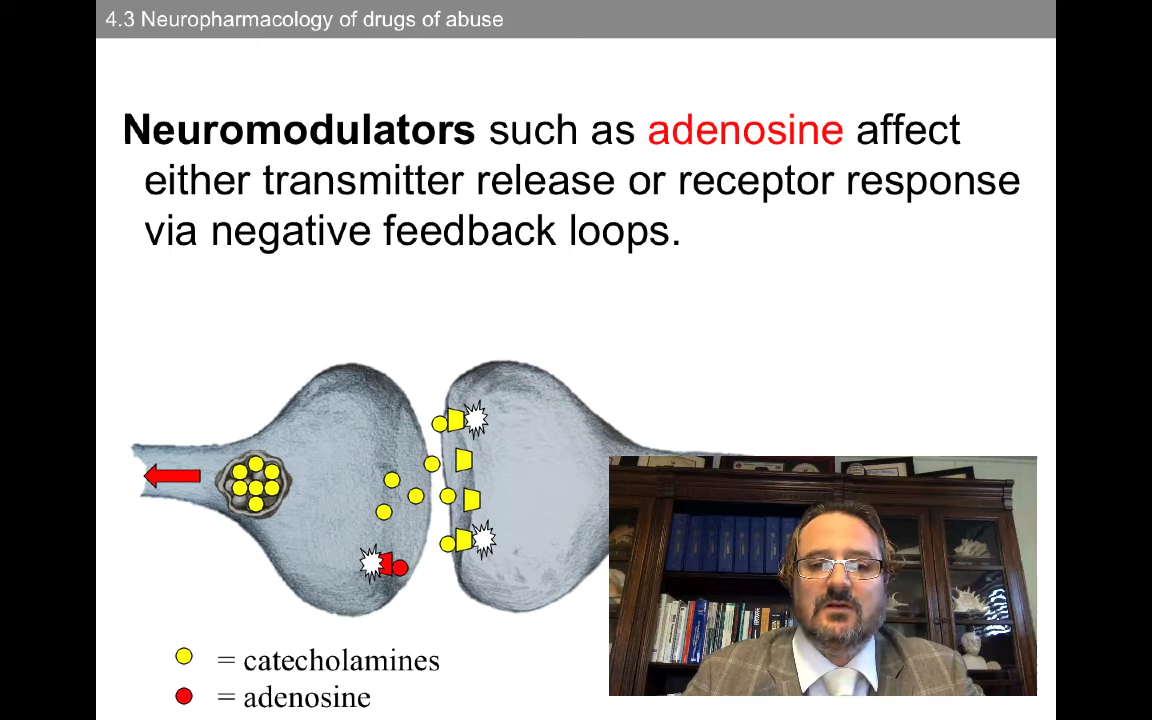 4.3 Neuropharmacology of drugs of abuse
Neuromodulators such as adenosine affect
either transmitter release or receptor response
via negative feedback loops.
= catecholamines
= adenosine